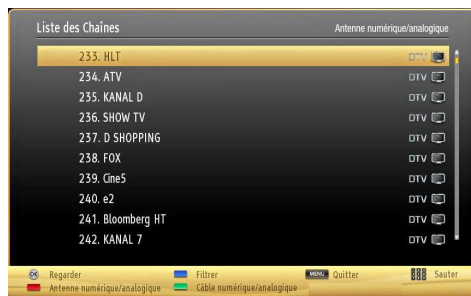 Liste des Chaînes Antenne numérique/analogique
233. HLT DTV
234. ATV DTV
235. KANAL D DTV
236. SHOW TV DTV
237. D SHOPPING DTV
238. FOX DTV
239. Cine5 DTV
240. e2 DTV
241. Bloomberg HT DTV
242. KANAL 7 DTV
OK Regarder Filtrer MENU Quitter Sauter
Antenne numérique/analogique Câble numérique/analogique